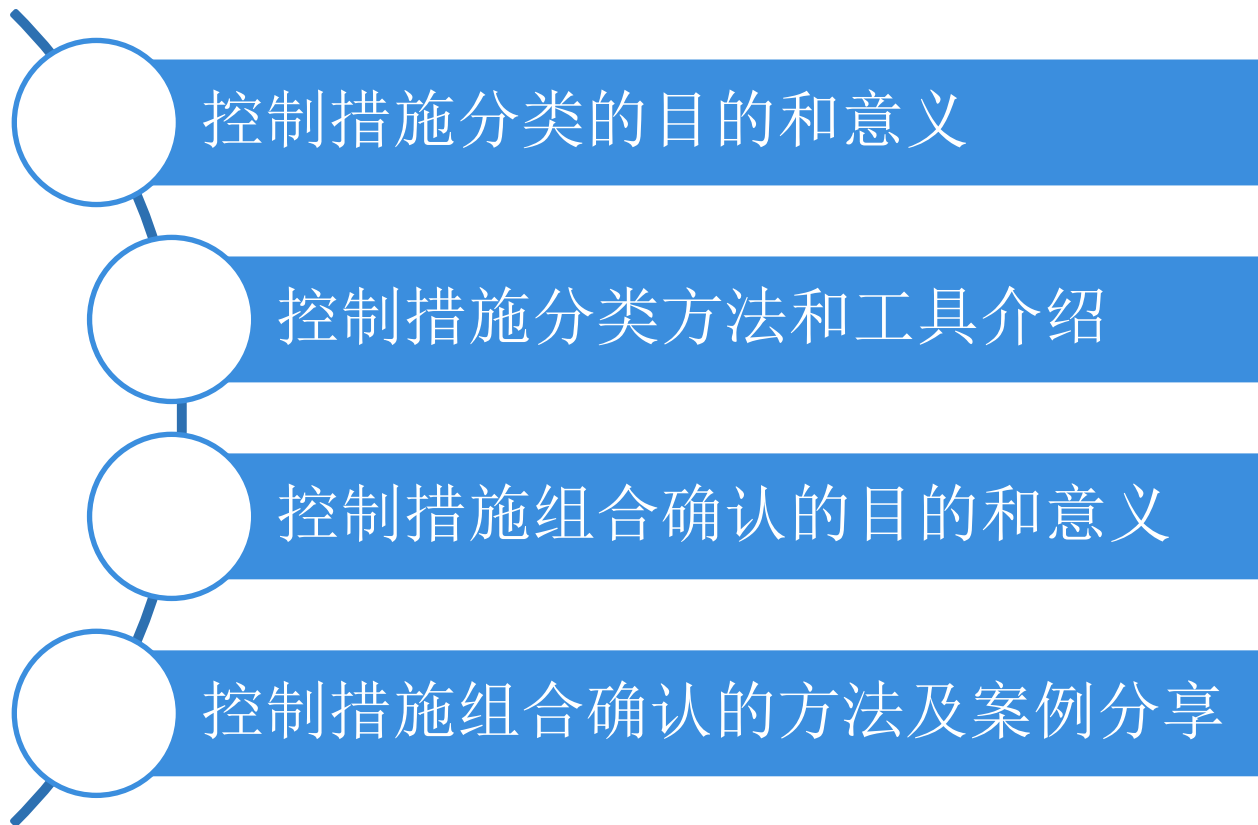 控制措施分类的目的和意义
控制措施分类方法和工具介绍
控制措施组合确认的目的和意义
控制措施组合确认的方法及案例分享